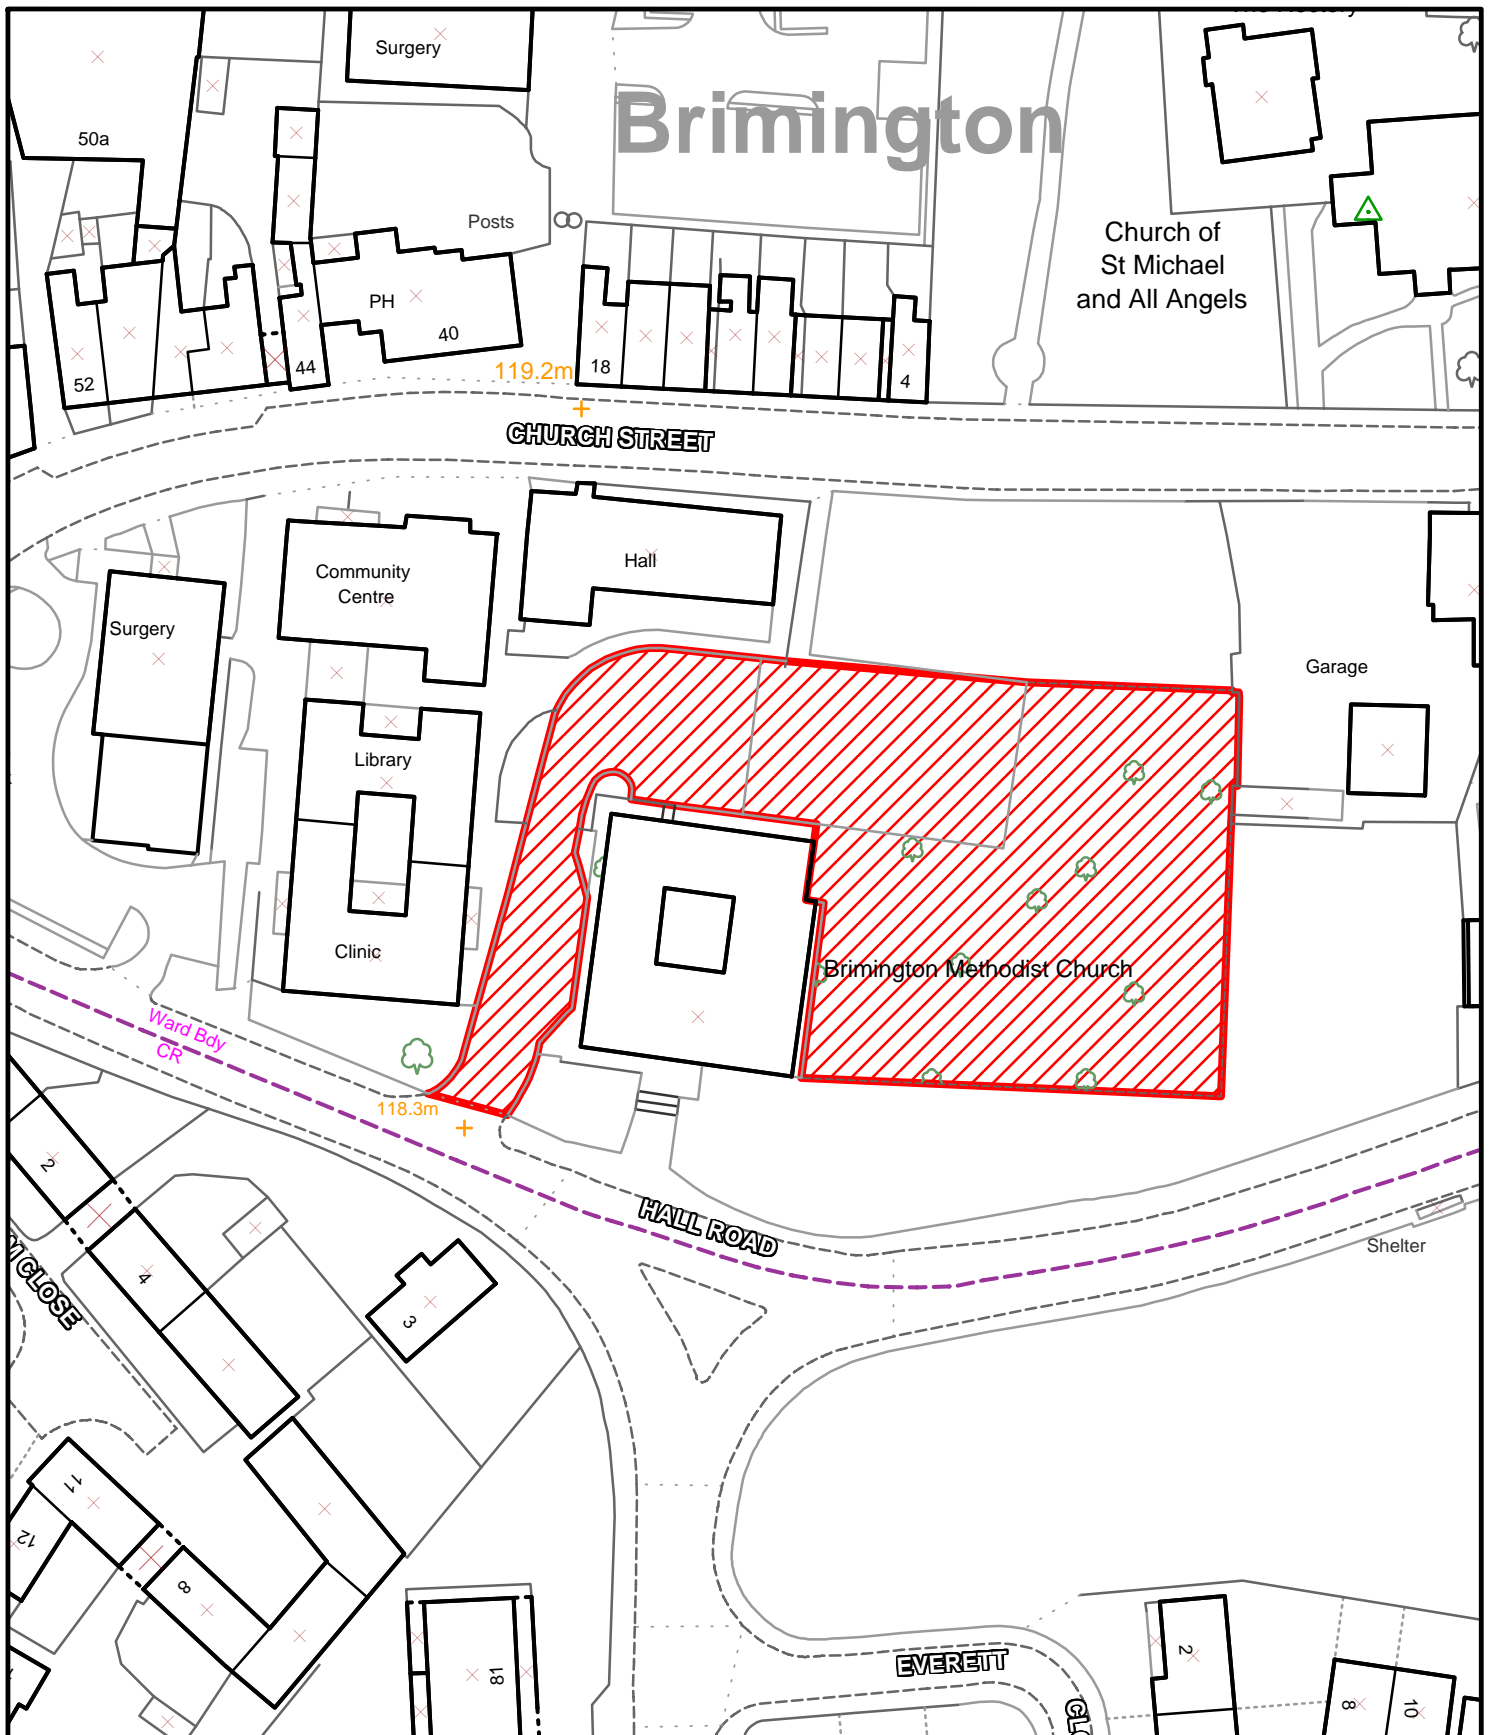 Surgery
Brimington
50a
Posts
Church of
St Michael
and All Angels
PH
40
119.2m
18
4
52
44
CHURCH STREET
Community
Centre
Hall
Surgery
Garage
Library
Clinic
Brimington Methodist Church
Ward Bdy
CR
118.3m
2
HALL ROAD
Shelter
4
CLOSE
3
11
12
8
81
EVERETT
2
8
10